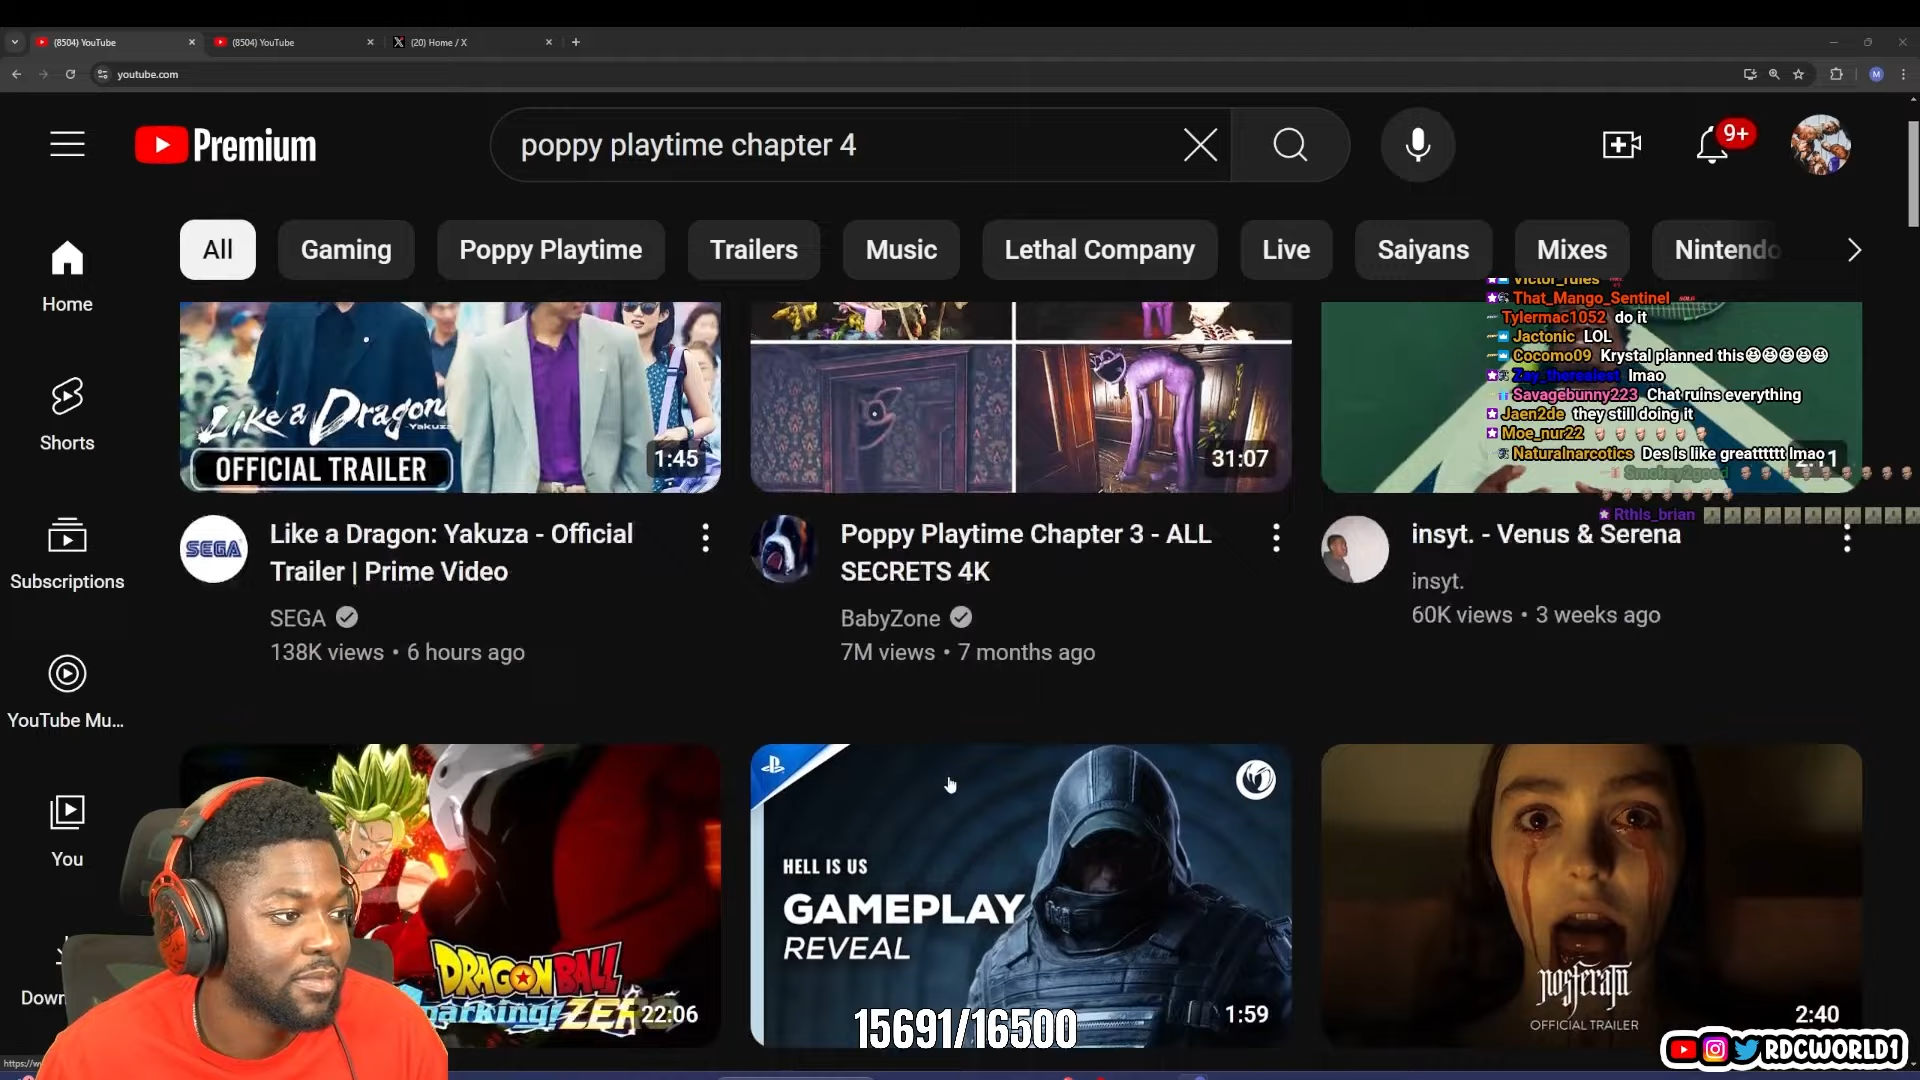 (8504) YouTube
(8504) YouTube
(20) Home / X
youtube.com
Premium
poppy playtime chapter 4
9+
M
All
Gaming
Poppy Playtime
Trailers
Music
Lethal Company
Live
Saiyans
Mixes
Nintendo
Home
Shorts
Subscriptions
YouTube Mu...
You
Down
Like a Dragon
Yakuza
OFFICIAL TRAILER
1:45
31:07
Victor_rules
That_Mango_Sentinel
Tylermac1052 do it
Jactonic LOL
Cocomo09 Krystal planned this😆😆😆😆😆
Zay_therealest lmao
Savagebunny223 Chat ruins everything
Jaen2de they still doing it
Moe_nur22
Naturalnarcotics Des is like greatttttt lmao
Smokey2good
Rthis_brian
SEGA
Like a Dragon: Yakuza - Official
Trailer | Prime Video
SEGA
138K views • 6 hours ago
Poppy Playtime Chapter 3 - ALL
SECRETS 4K
BabyZone
7M views • 7 months ago
insyt. - Venus & Serena
insyt.
60K views • 3 weeks ago
DRAGON BALL
22:06
HELL IS US
GAMEPLAY
REVEAL
1:59
nosferatu
OFFICIAL TRAILER
2:40
15691/16500
RDCWORLD1